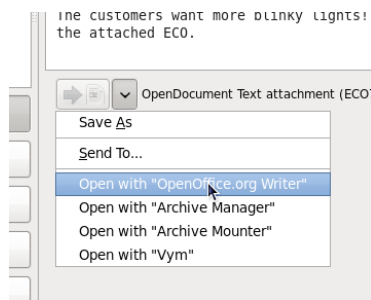 The customers want more blinky lights!
the attached ECO.
OpenDocument Text attachment (ECO
Save As
Send To...
Open with "OpenOffice.org Writer"
Open with "Archive Manager"
Open with "Archive Mounter"
Open with "Vym"